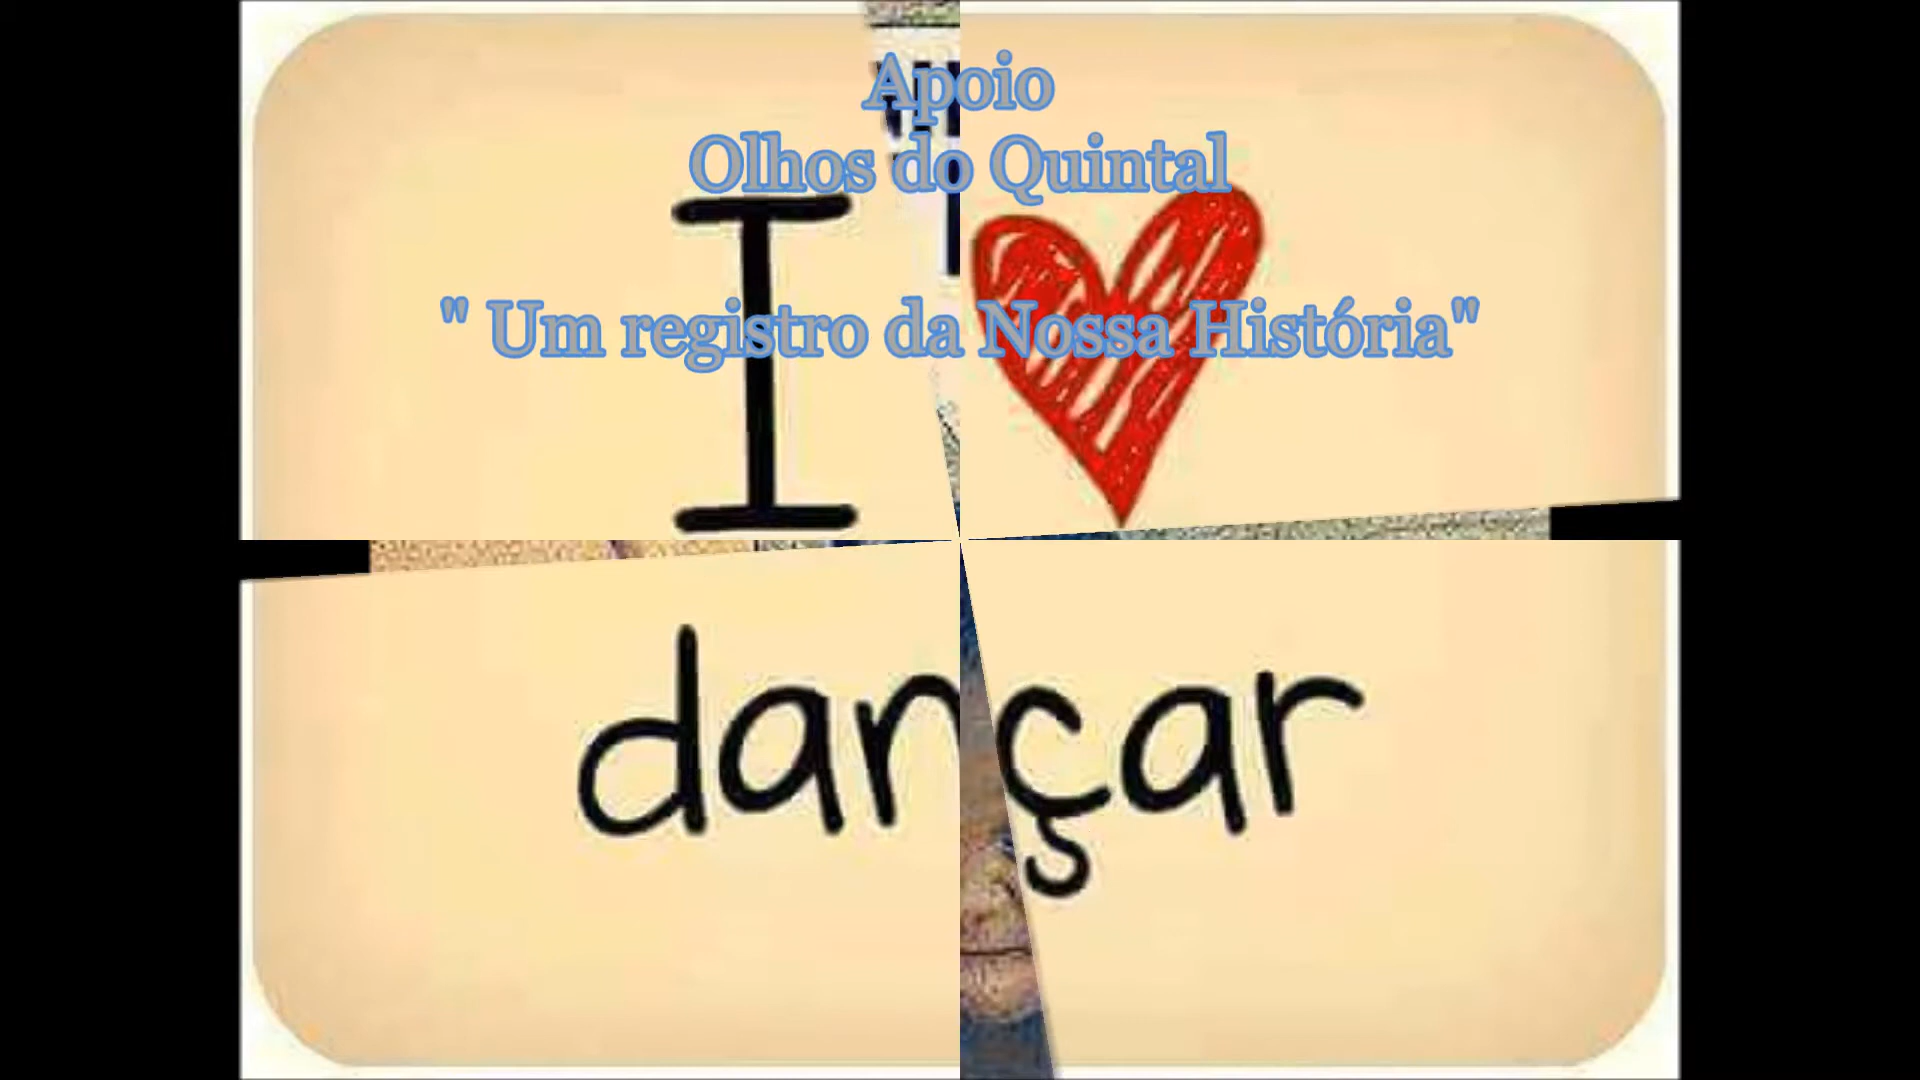 Apoio
Olhos do Quintal
" Um registro da Nossa História"
I
dançar